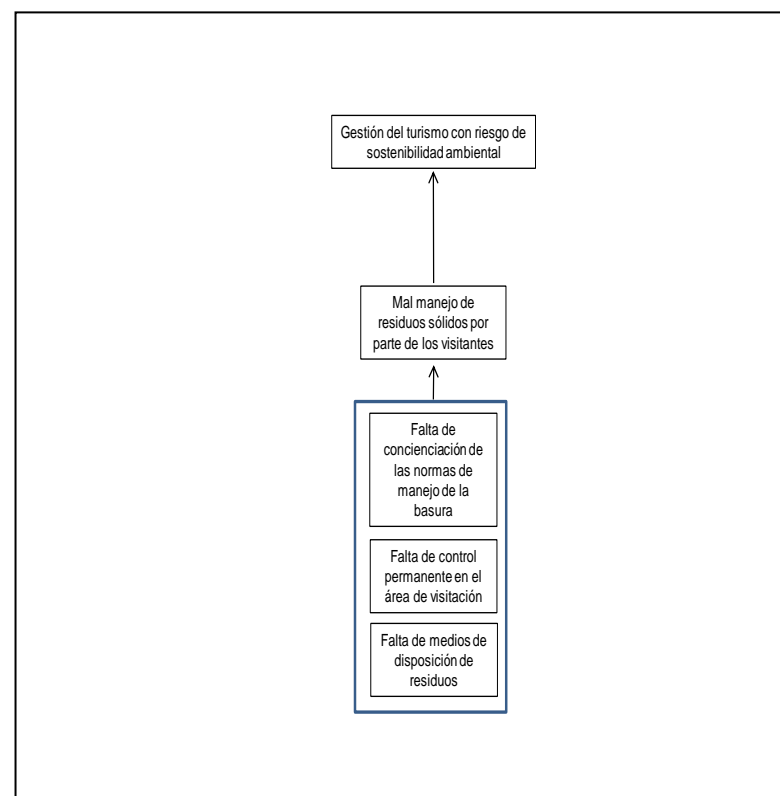 Gestión del turismo con riesgo de
sostenibilidad ambiental
Mal manejo de
residuos sólidos por
parte de los visitantes
Falta de
concienciación de
las normas de
manejo de la
basura
Falta de control
permanente en el
área de visitación
Falta de medios de
disposición de
residuos